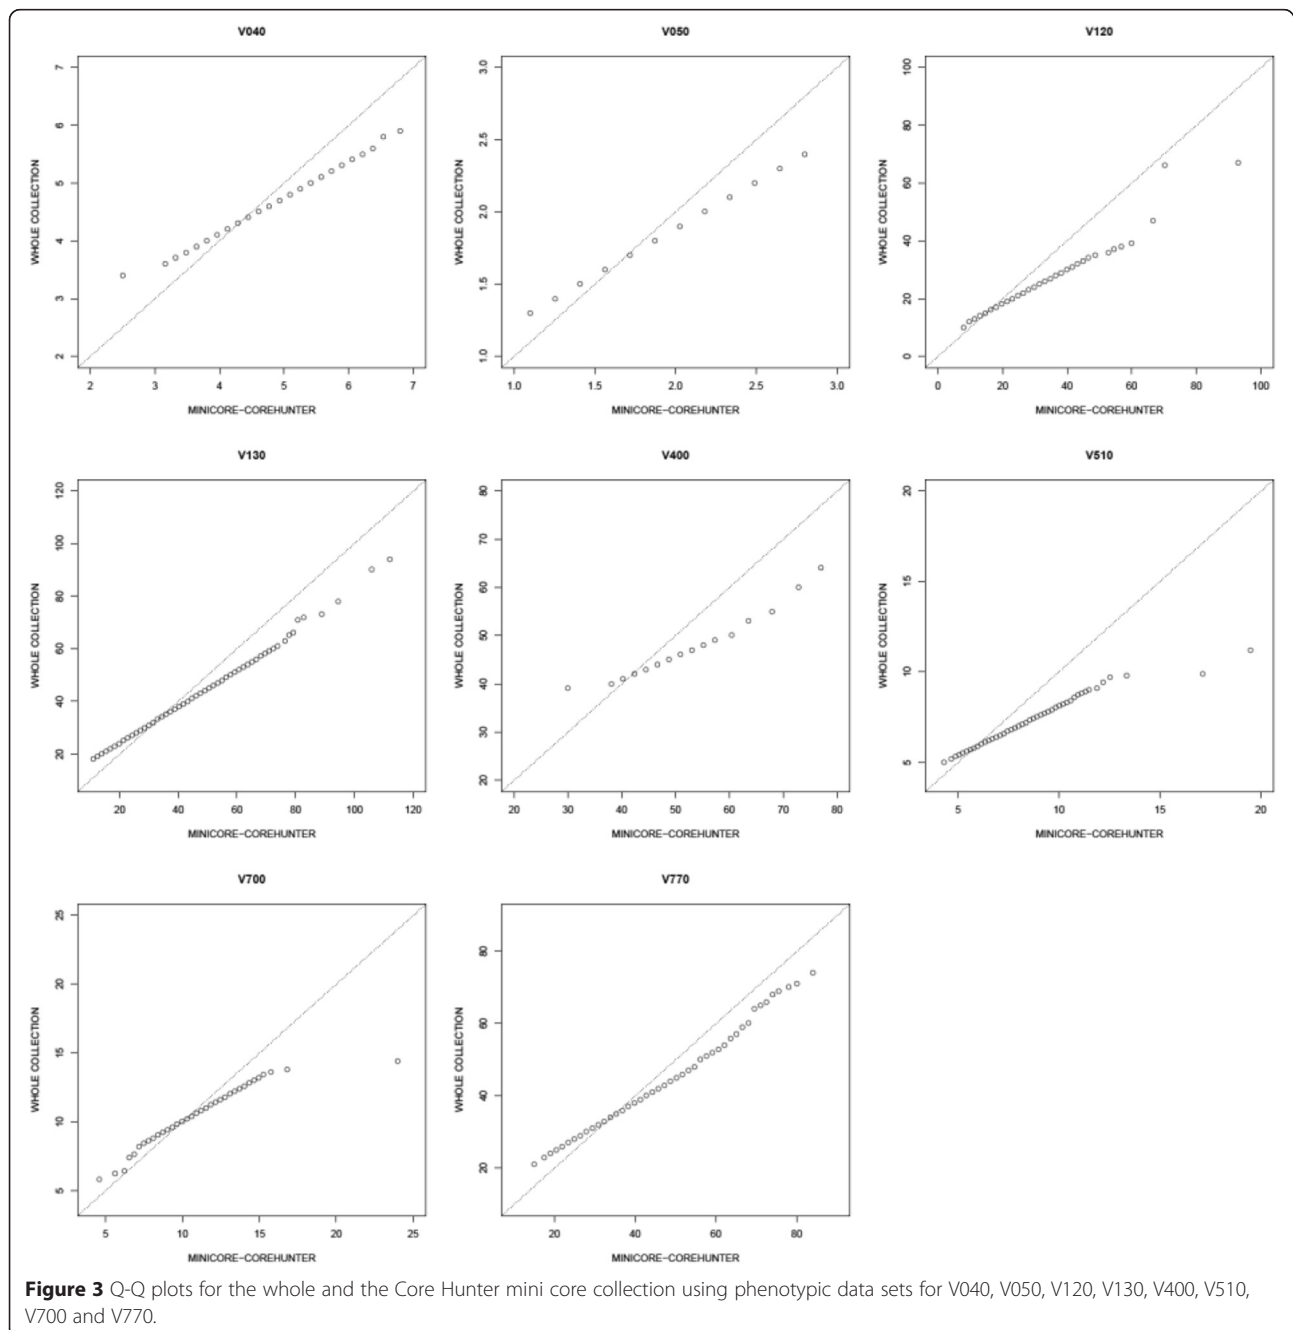 V040
7
6
5
4
3
2
WHOLE COLLECTION
2 3 4 5 6 7
MINICORE-COREHUNTER
V050
3.0
2.5
2.0
1.5
1.0
WHOLE COLLECTION
1.0 1.5 2.0 2.5 3.0
MINICORE-COREHUNTER
V120
100
80
60
40
20
0
WHOLE COLLECTION
0 20 40 60 80 100
MINICORE-COREHUNTER
V130
120
100
80
60
40
20
WHOLE COLLECTION
20 40 60 80 100 120
MINICORE-COREHUNTER
V400
80
70
60
50
40
30
20
WHOLE COLLECTION
20 30 40 50 60 70 80
MINICORE-COREHUNTER
V510
20
15
10
5
WHOLE COLLECTION
5 10 15 20
MINICORE-COREHUNTER
V700
25
20
15
10
5
WHOLE COLLECTION
5 10 15 20 25
MINICORE-COREHUNTER
V770
80
60
40
20
WHOLE COLLECTION
20 40 60 80
MINICORE-COREHUNTER
Figure 3 Q-Q plots for the whole and the Core Hunter mini core collection using phenotypic data sets for V040, V050, V120, V130, V400, V510,
V700 and V770.